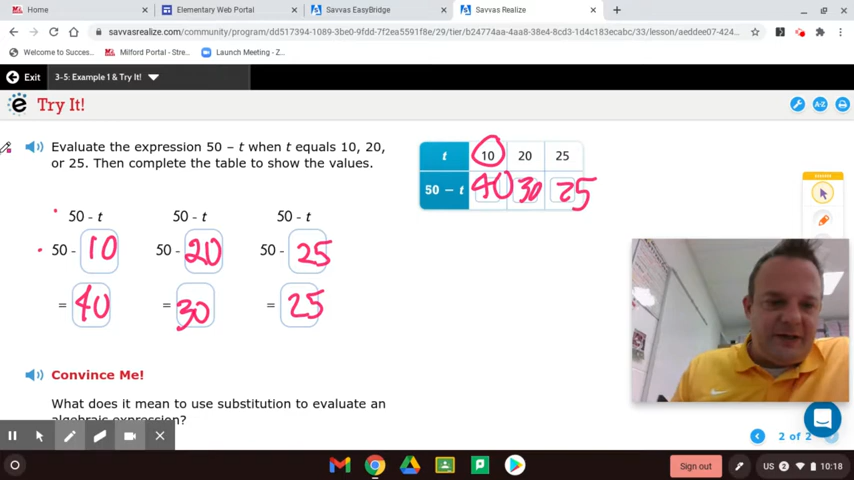 Home
Elementary Web Portal
Savvas EasyBridge
Savvas Realize
savvasrealize.com/community/program/dd517394-1089-3be0-9fdd-7f2ea5591f8e/29/tier/b24774aa-4aa8-38e4-8cd3-1d4c183ecabc/33/lesson/aeddee07-424...
Welcome to Succes...
Milford Portal - Stre...
Launch Meeting - Z...
Exit
3-5: Example 1 & Try It!
Try It!
Evaluate the expression 50 – t when t equals 10, 20,
or 25. Then complete the table to show the values.
t 10 20 25
50 – t 40 30 25
50 - t 50 - t 50 - t
50 - 10 50 - 20 50 - 25
= 40 = 30 = 25
Convince Me!
What does it mean to use substitution to evaluate an
algebraic expression?
2 of 2
Sign out
US 2 10:18